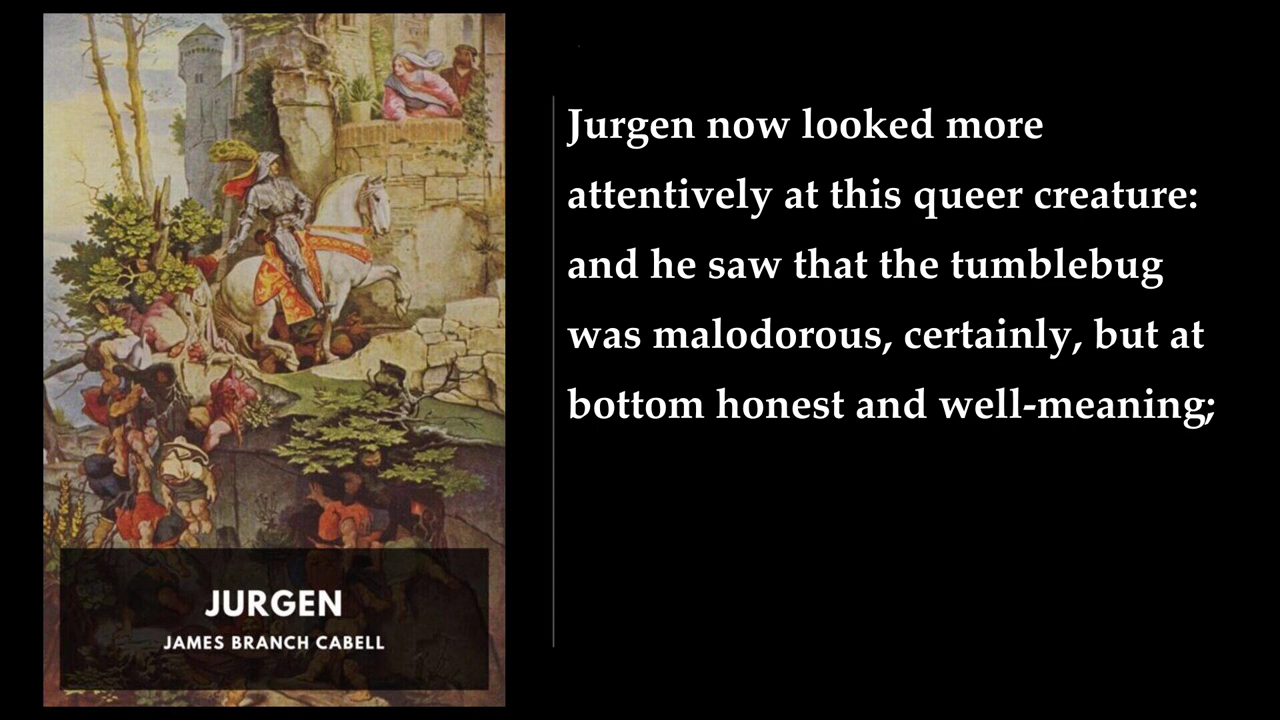 Jurgen now looked more
attentively at this queer creature:
and he saw that the tumblebug
was malodorous, certainly, but at
bottom honest and well-meaning;
JURGEN
JAMES BRANCH CABELL